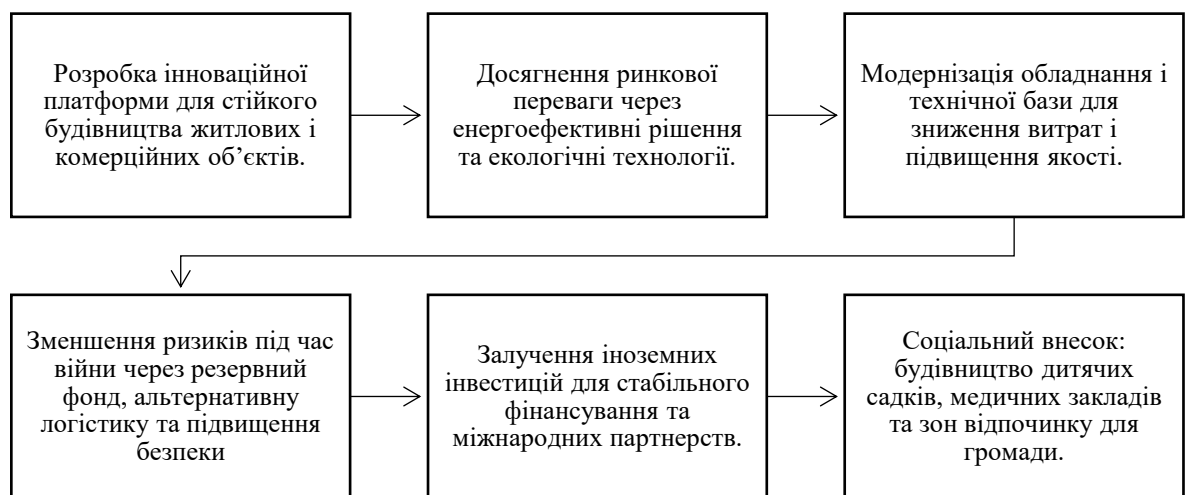 Розробка інноваційної
платформи для стійкого
будівництва житлових і
комерційних об’єктів.
Досягнення ринкової
переваги через
енергоефективні рішення
та екологічні технології.
Модернізація обладнання і
технічної бази для
зниження витрат і
підвищення якості.
Зменшення ризиків під час
війни через резервний
фонд, альтернативну
логістику та підвищення
безпеки
Залучення іноземних
інвестицій для стабільного
фінансування та
міжнародних партнерств.
Соціальний внесок:
будівництво дитячих
садків, медичних закладів
та зон відпочинку для
громади.